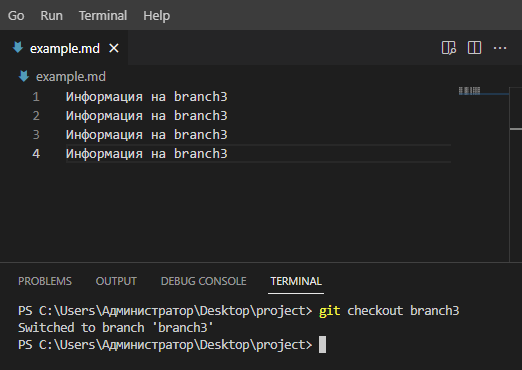 Go Run Terminal Help
example.md
example.md
1 Информация на branch3
2 Информация на branch3
3 Информация на branch3
4 Информация на branch3
PROBLEMS OUTPUT DEBUG CONSOLE TERMINAL
PS C:\Users\Администратор\Desktop\project> git checkout branch3
Switched to branch 'branch3'
PS C:\Users\Администратор\Desktop\project>